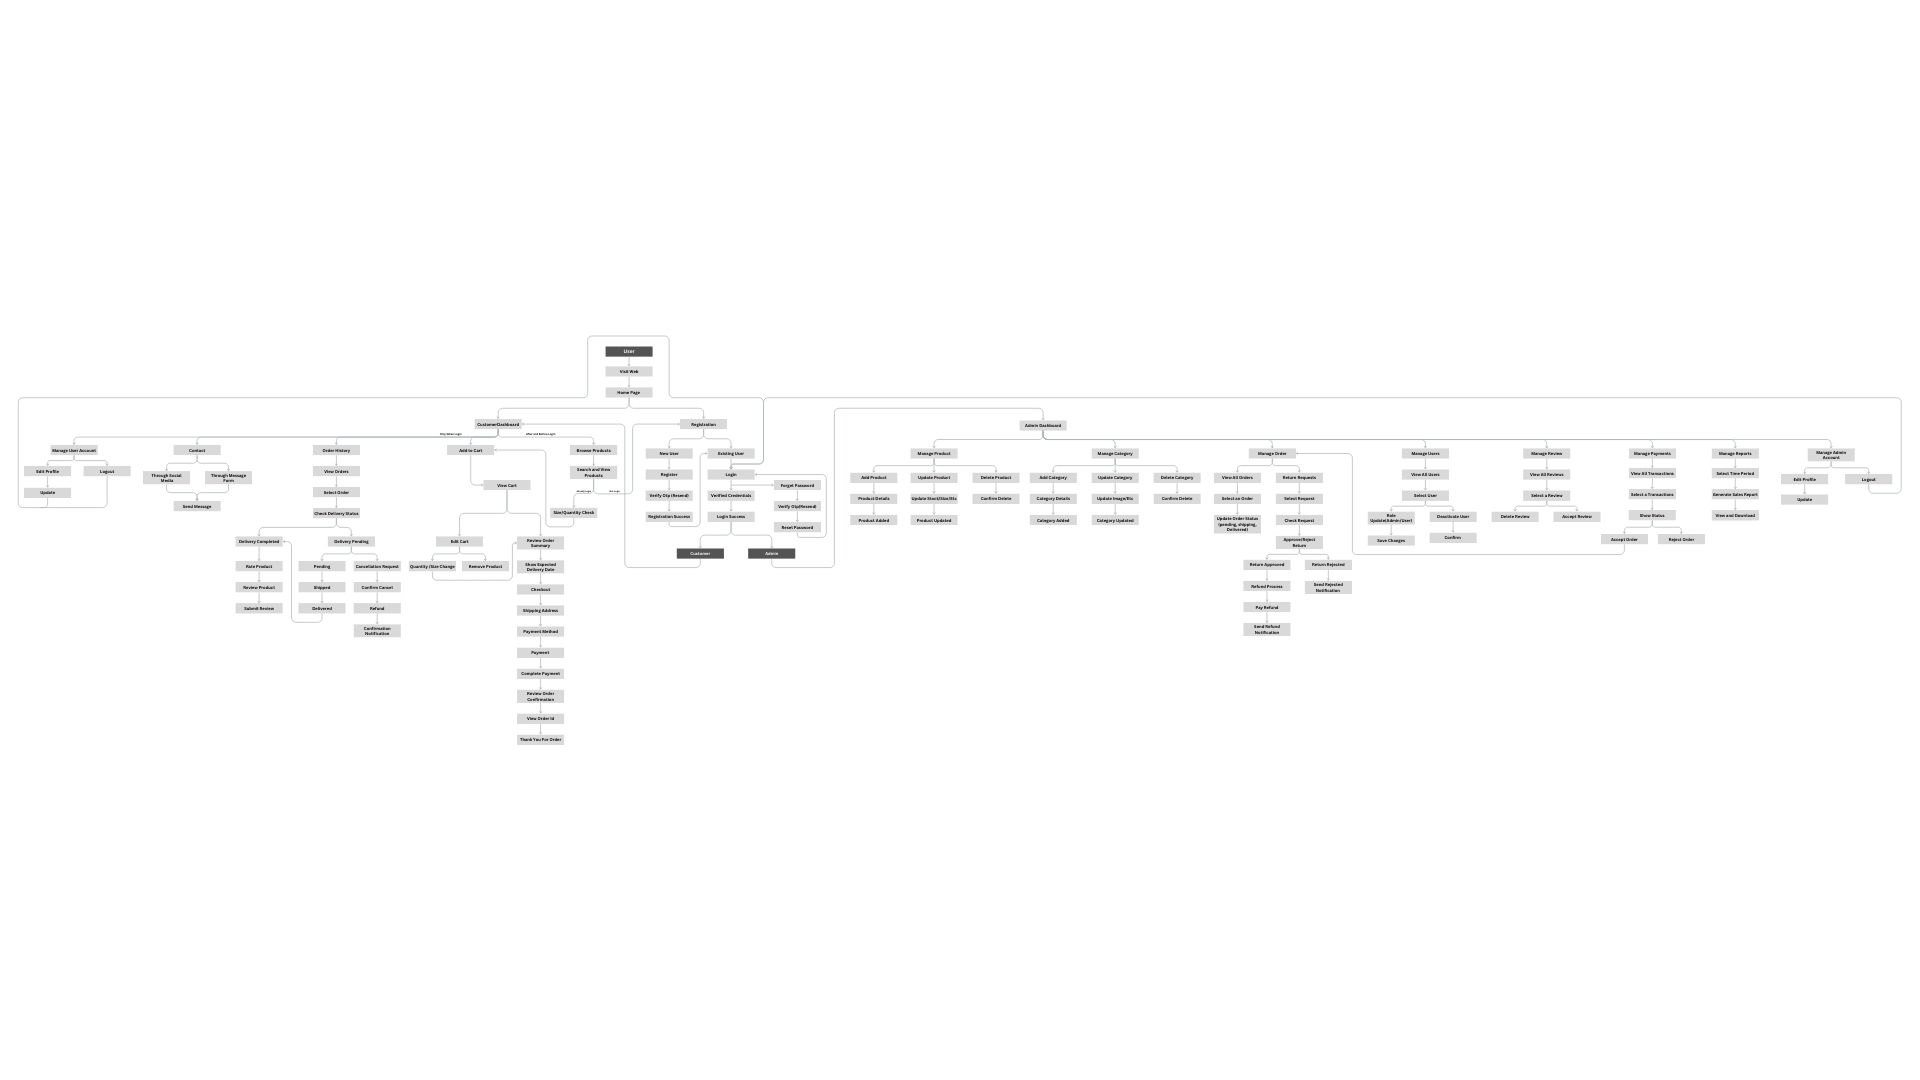 User
Visit Web
Home Page
CustomerDashboard
Registration
Admin Dashboard
Only below Login
After and Before Login
Manage User Account
Contact
Order History
Add to Cart
Browse Products
New User
Existing User
Manage Product
Manage Category
Manage Order
Manage Users
Manage Review
Manage Payments
Manage Reports
Manage Admin
Account
Edit Profile
Logout
Through Social
Media
Through Message
Form
View Orders
Search and View
Products
Register
Login
Add Product
Update Product
Delete Product
Add Category
Update Category
Delete Category
View All Orders
Return Requests
View All Users
View All Reviews
View All Transactions
Select Time Period
Edit Profile
Logout
Update
Send Message
Select Order
View Cart
Not Login
Verify Otp (Resend)
Verified Credentials
Forget Password
Product Details
Update Stock/Size/Etc
Confirm Delete
Category Details
Update Image/Etc
Confirm Delete
Select an Order
Select Request
Select User
Select a Review
Select a Transactions
Generate Sales Report
Update
Check Delivery Status
Size/Quantity Check
Registration Success
Login Success
Verify Otp(Resend)
Product Added
Product Updated
Category Added
Category Updated
Update Order Status
(pending, shipping,
Delivered)
Check Request
Role
Update(Admin/User)
Deactivate User
Delete Review
Accept Review
Show Status
View and Download
Reset Password
Delivery Completed
Delivery Pending
Edit Cart
Review Order
Summary
Customer
Admin
Approve/Reject
Return
Save Changes
Confirm
Accept Order
Reject Order
Rate Product
Pending
Cancellation Request
Quantity /Size Change
Remove Product
Show Expected
Delivery Date
Return Approved
Return Rejected
Review Product
Shipped
Confirm Cancel
Checkout
Refund Process
Send Rejected
Notification
Submit Review
Delivered
Refund
Shipping Address
Pay Refund
Confirmation
Notification
Payment Method
Send Refund
Notification
Payment
Complete Payment
Review Order
Confirmation
View Order Id
Thank You For Order